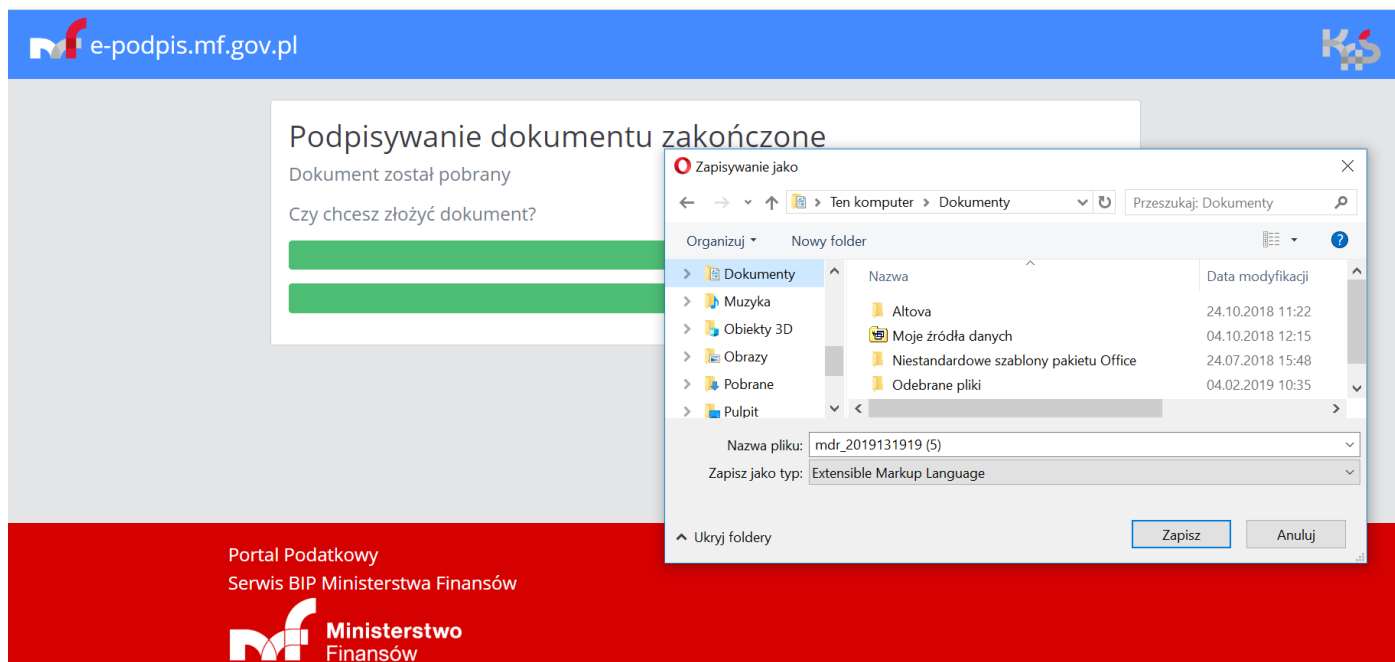 mf e-podpis.mf.gov.pl
KAS
Podpisywanie dokumentu zakończone
Dokument został pobrany
Czy chcesz złożyć dokument?
Zapisywanie jako
Ten komputer > Dokumenty
Przeszukaj: Dokumenty
Organizuj
Nowy folder
Dokumenty
Muzyka
Obiekty 3D
Obrazy
Pobrane
Pulpit
Nazwa Data modyfikacji
Altova 24.10.2018 11:22
Moje źródła danych 04.10.2018 12:15
Niestandardowe szablony pakietu Office 24.07.2018 15:48
Odebrane pliki 04.02.2019 10:35
Nazwa pliku: mdr_2019131919 (5)
Zapisz jako typ: Extensible Markup Language
Ukryj foldery
Zapisz
Anuluj
Portal Podatkowy
Serwis BIP Ministerstwa Finansów
mf Ministerstwo
Finansów